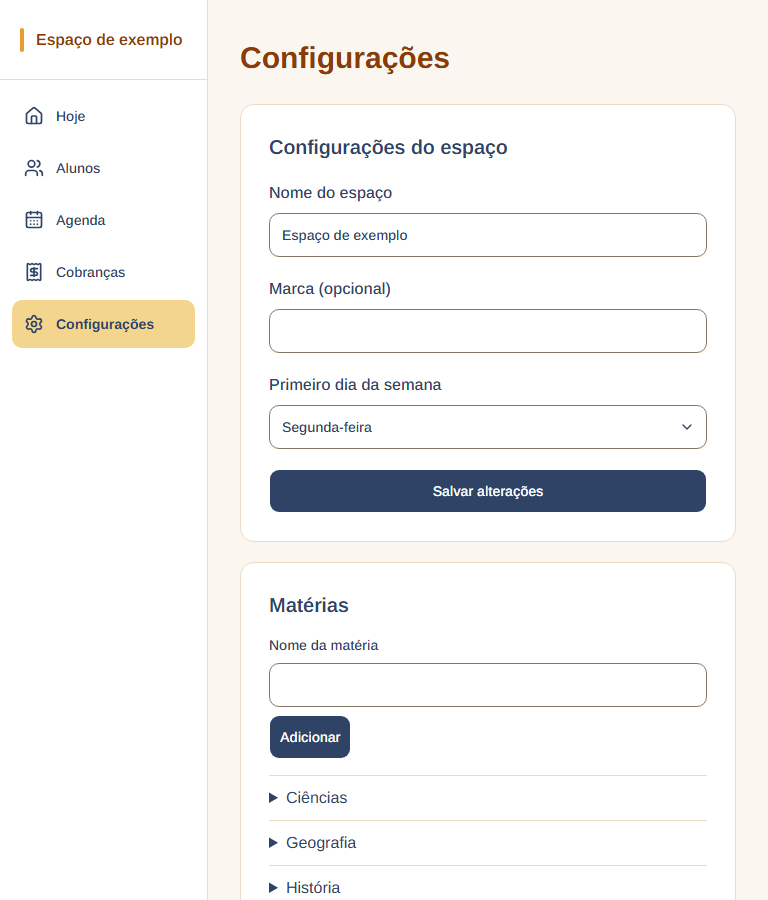 Espaço de exemplo
Hoje
Alunos
Agenda
Cobranças
Configurações
Configurações
Configurações do espaço
Nome do espaço
Espaço de exemplo
Marca (opcional)
Primeiro dia da semana
Segunda-feira
Salvar alterações
Matérias
Nome da matéria
Adicionar
Ciências
Geografia
História